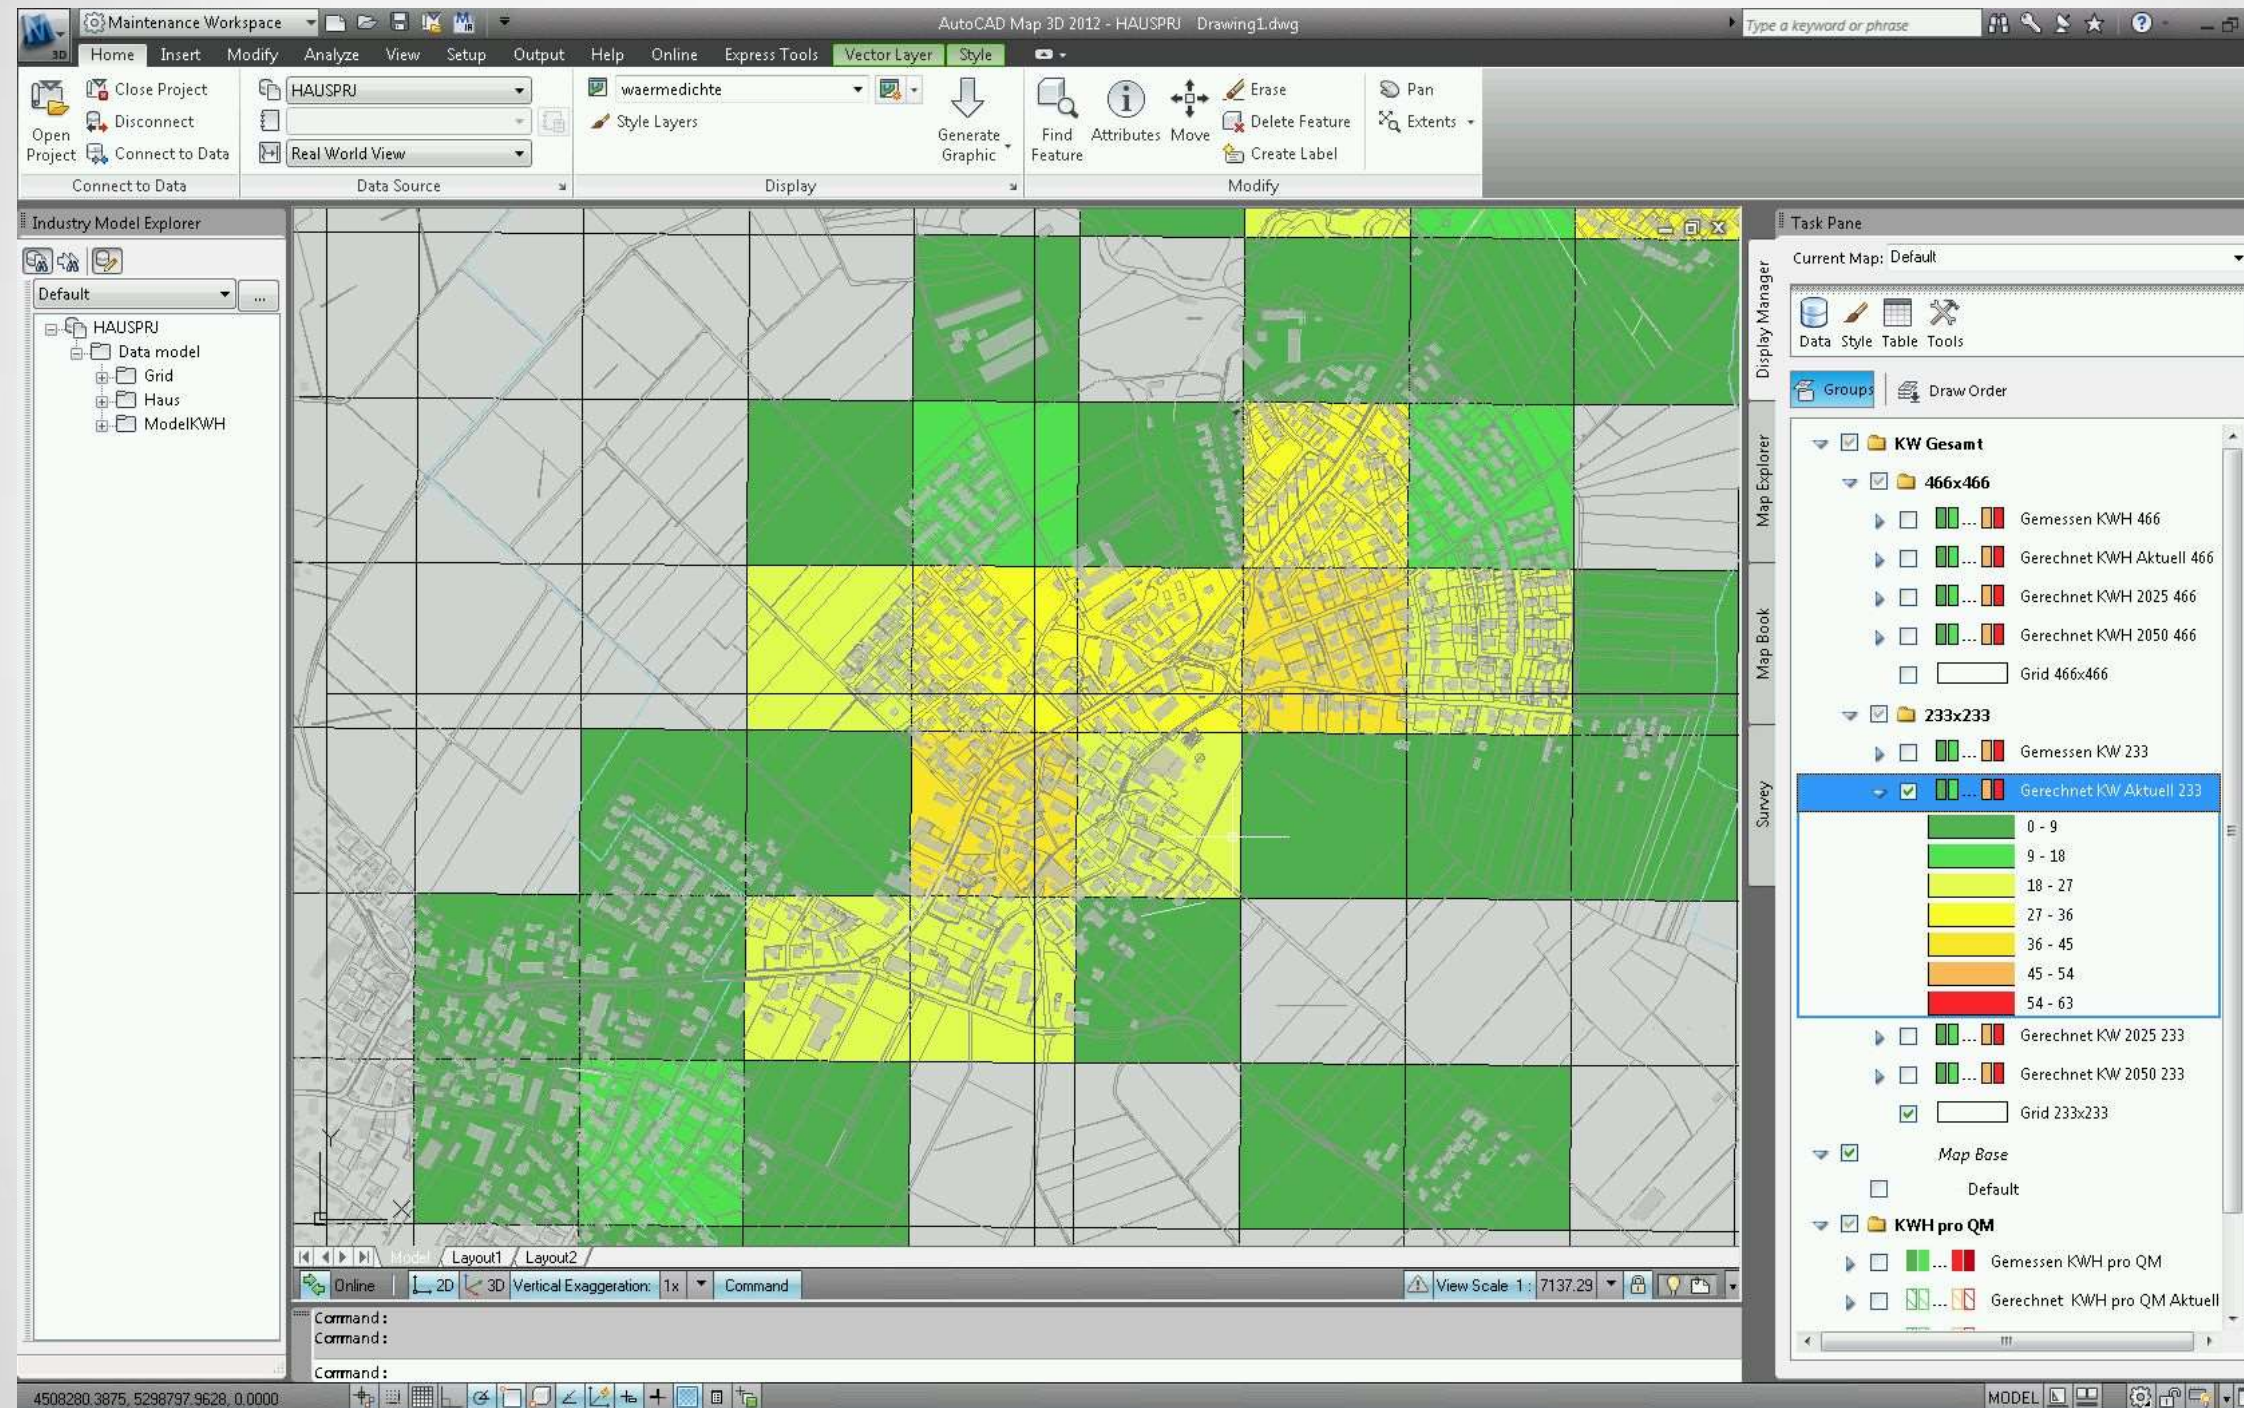 Maintenance Workspace
AutoCAD Map 3D 2012 - HAUSPRJ Drawing1.dwg
Type a keyword or phrase
3D
Home Insert Modify Analyze View Setup Output Help Online Express Tools Vector Layer Style
Open Project
Close Project
Disconnect
Connect to Data
Connect to Data
HAUSPRJ
Real World View
Data Source
waermedichte
Style Layers
Generate Graphic
Display
Find Feature
Attributes
Move
Erase
Delete Feature
Create Label
Pan
Extents
Modify
Industry Model Explorer
Default
...
HAUSPRJ
Data model
Grid
Haus
ModelKWH
Y
X
Model Layout1 Layout2
Online 2D 3D Vertical Exaggeration: 1x Command
View Scale 1 : 7137.29
Command:
Command:
Command:
4508280.3875, 5298797.9628, 0.0000
MODEL
Display Manager
Map Explorer
Map Book
Survey
Task Pane
Current Map: Default
Data Style Table Tools
Groups Draw Order
KW Gesamt
466x466
... Gemessen KWH 466
... Gerechnet KWH Aktuell 466
... Gerechnet KWH 2025 466
... Gerechnet KWH 2050 466
Grid 466x466
233x233
... Gemessen KW 233
... Gerechnet KW Aktuell 233
0 - 9
9 - 18
18 - 27
27 - 36
36 - 45
45 - 54
54 - 63
... Gerechnet KW 2025 233
... Gerechnet KW 2050 233
Grid 233x233
Map Base
Default
KWH pro QM
... Gemessen KWH pro QM
... Gerechnet KWH pro QM Aktuell